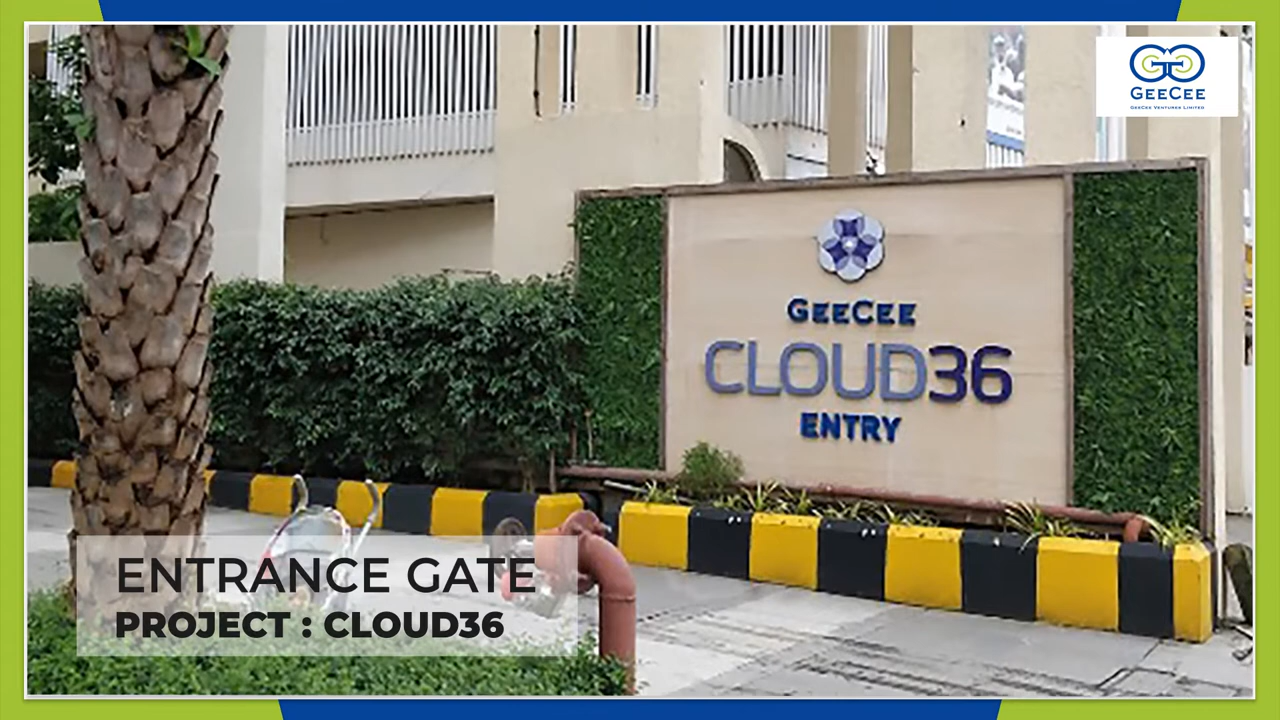 GEECEE
GEECEE VENTURES LIMITED
GEECEE
CLOUD36
ENTRY
ENTRANCE GATE
PROJECT : CLOUD36